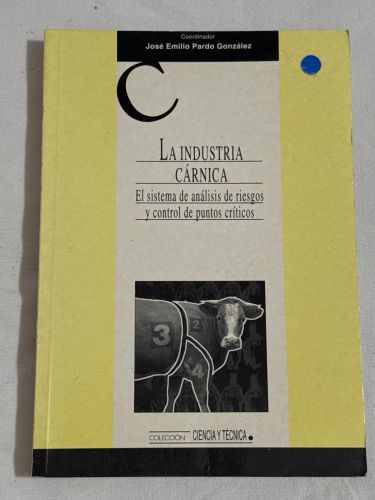 Coordinador
José Emilio Pardo González
C
LA INDUSTRIA
CÁRNICA
El sistema de análisis de riesgos
y control de puntos críticos
3
2
4
COLECCIÓN CIENCIA Y TÉCNICA